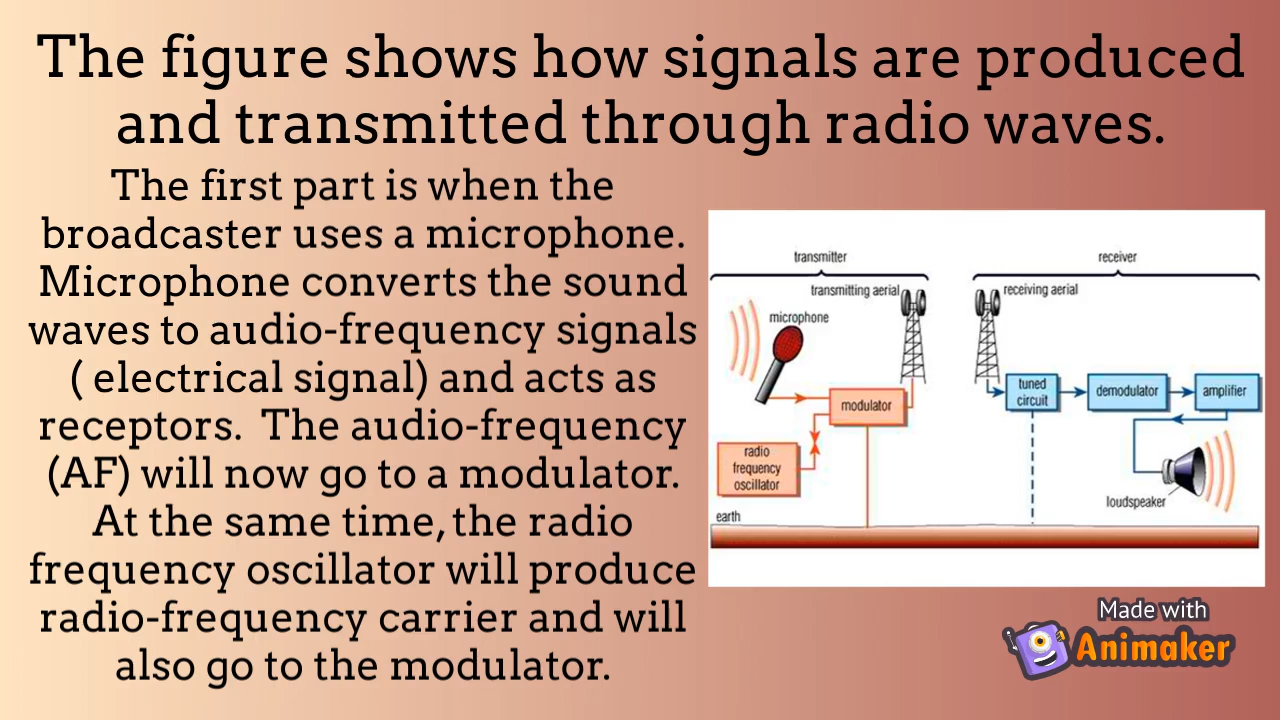 The figure shows how signals are produced
and transmitted through radio waves.
The first part is when the
broadcaster uses a microphone.
Microphone converts the sound
waves to audio-frequency signals
( electrical signal) and acts as
receptors.  The audio-frequency
(AF) will now go to a modulator.
At the same time, the radio
frequency oscillator will produce
radio-frequency carrier and will
also go to the modulator.
transmitter
receiver
transmitting aerial
receiving aerial
microphone
tuned
circuit
demodulator
amplifier
modulator
radio
frequency
oscillator
loudspeaker
earth
Made with
Animaker